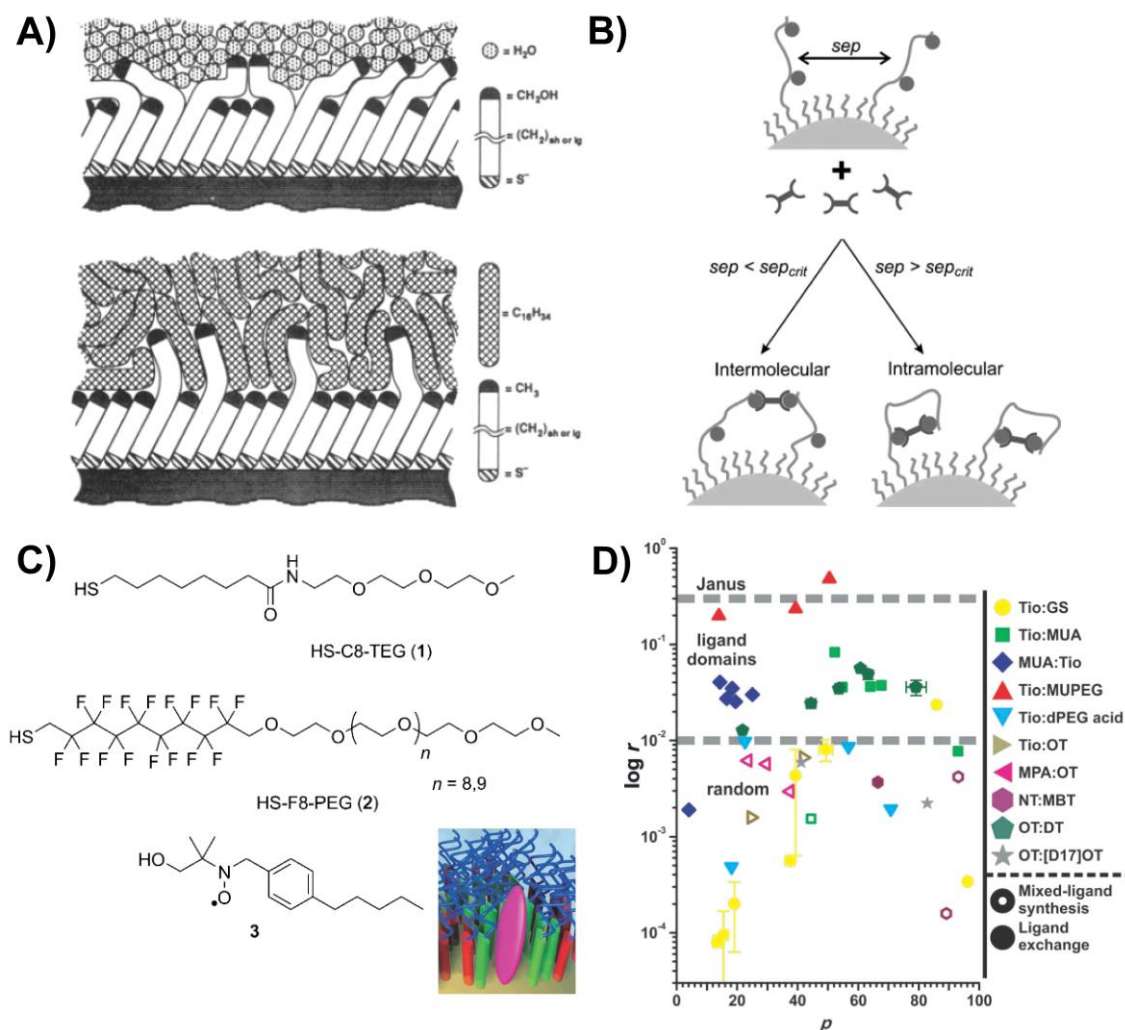 A)
= H₂O
= CH₂OH
= (CH₂)sh or lg
= S⁻
= C₁₆H₃₄
= CH₃
= (CH₂)sh or lg
= S⁻
B)
sep
+
sep < sepcrit
sep > sepcrit
Intermolecular
Intramolecular
C)
HS
O
H
N
O
O
O
HS-C8-TEG (1)
HS
F F F F F F F F
F F F F F F F F
O
O
O
n
O
O
HS-F8-PEG (2)
n = 8,9
HO
N
O
•
3
D)
10⁰
10⁻¹
10⁻²
10⁻³
10⁻⁴
log r
Janus
ligand
domains
random
0 20 40 60 80 100
p
Tio:GS
Tio:MUA
MUA:Tio
Tio:MUPEG
Tio:dPEG acid
Tio:OT
MPA:OT
NT:MBT
OT:DT
OT:[D17]OT
Mixed-ligand
synthesis
Ligand
exchange